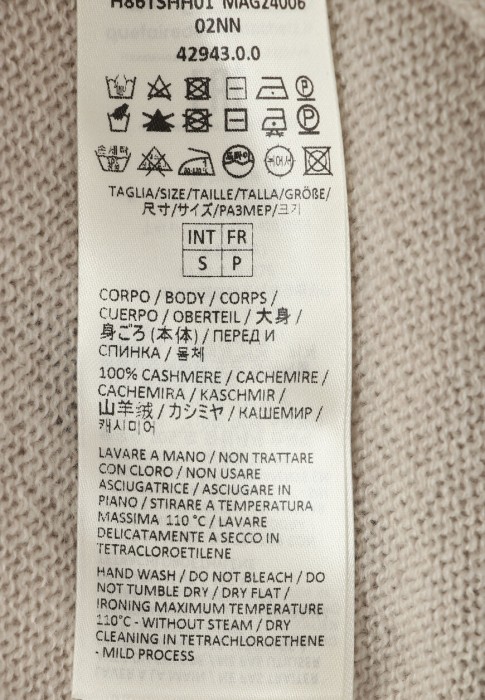 H86TSHH01 MAG24006
02NN
42943.0.0
TAGLIA/SIZE/TAILLE/TALLA/GRÖßE/
尺寸/サイズ/РАЗМЕР/크기
INT FR
S P
CORPO / BODY / CORPS /
CUERPO / OBERTEIL / 大身 /
身ごろ (本体) / ПЕРЕД И
СПИНКА / 몸체
100% CASHMERE / CACHEMIRE /
CACHEMIRA / KASCHMIR /
山羊绒 / カシミヤ / КАШЕМИР /
캐시미어
LAVARE A MANO / NON TRATTARE
CON CLORO / NON USARE
ASCIUGATRICE / ASCIUGARE IN
PIANO / STIRARE A TEMPERATURA
MASSIMA 110 °C / LAVARE
DELICATAMENTE A SECCO IN
TETRACLOROETILENE
HAND WASH / DO NOT BLEACH / DO
NOT TUMBLE DRY / DRY FLAT /
IRONING MAXIMUM TEMPERATURE
110°C - WITHOUT STEAM / DRY
CLEANING IN TETRACHLOROETHENE
- MILD PROCESS